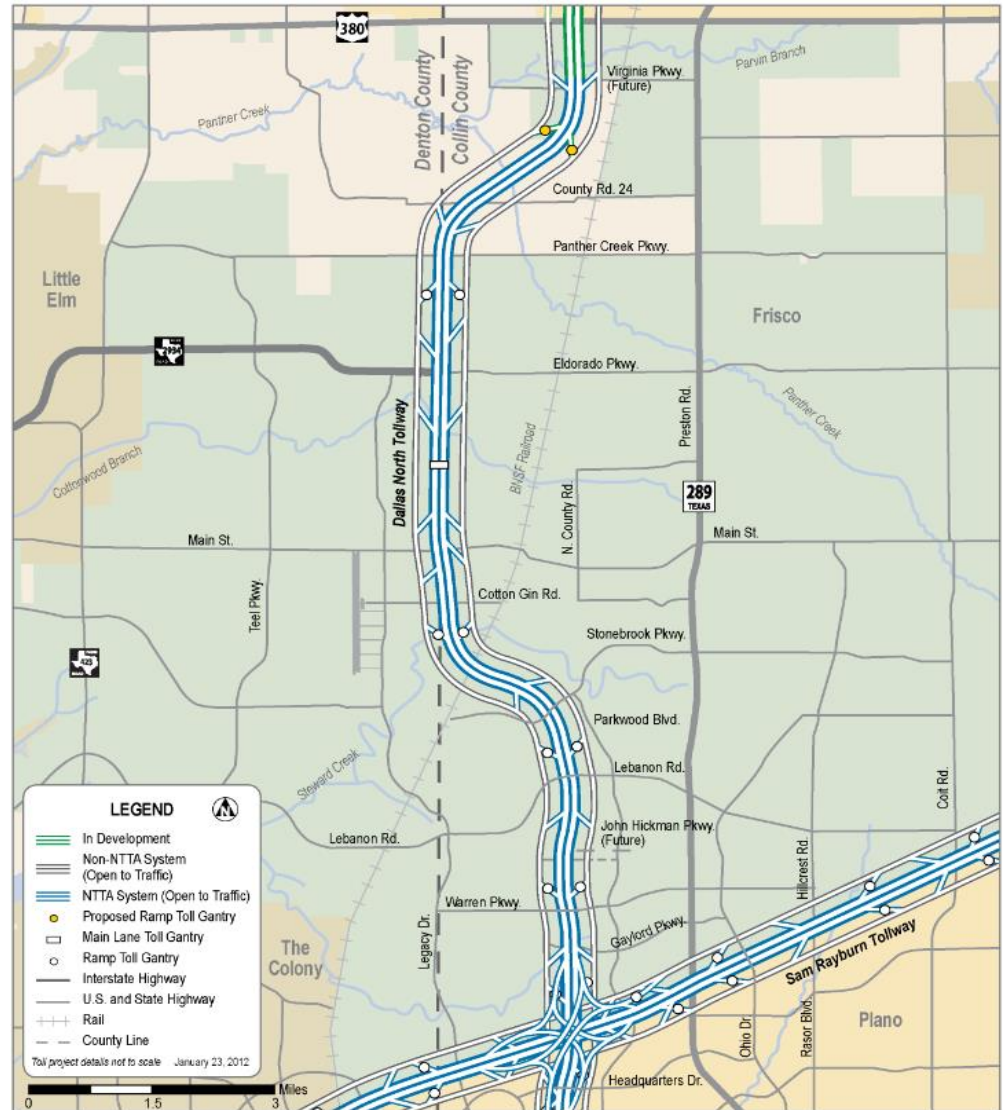 380
Denton County
Collin County
Virginia Pkwy.
(Future)
Parvin Branch
Panther Creek
County Rd. 24
Panther Creek Pkwy.
Little
Elm
Frisco
2934
Eldorado Pkwy.
Preston Rd.
Panther Creek
Cottonwood Branch
Dallas North Tollway
BNSF Railroad
N. County Rd.
289
TEXAS
Main St.
Main St.
Teel Pkwy.
Cotton Gin Rd.
Stonebrook Pkwy.
423
Parkwood Blvd.
Steward Creek
Lebanon Rd.
Coit Rd.
Lebanon Rd.
John Hickman Pkwy.
(Future)
Hillcrest Rd.
Warren Pkwy.
Legacy Dr.
Gaylord Pkwy.
The
Colony
Sam Rayburn Tollway
Ohio Dr.
Rasor Blvd.
Plano
Headquarters Dr.
LEGEND
N
In Development
Non-NTTA System
(Open to Traffic)
NTTA System (Open to Traffic)
Proposed Ramp Toll Gantry
Main Lane Toll Gantry
Ramp Toll Gantry
Interstate Highway
U.S. and State Highway
Rail
County Line
Toll project details not to scale January 23, 2012
Miles
0 1.5 3